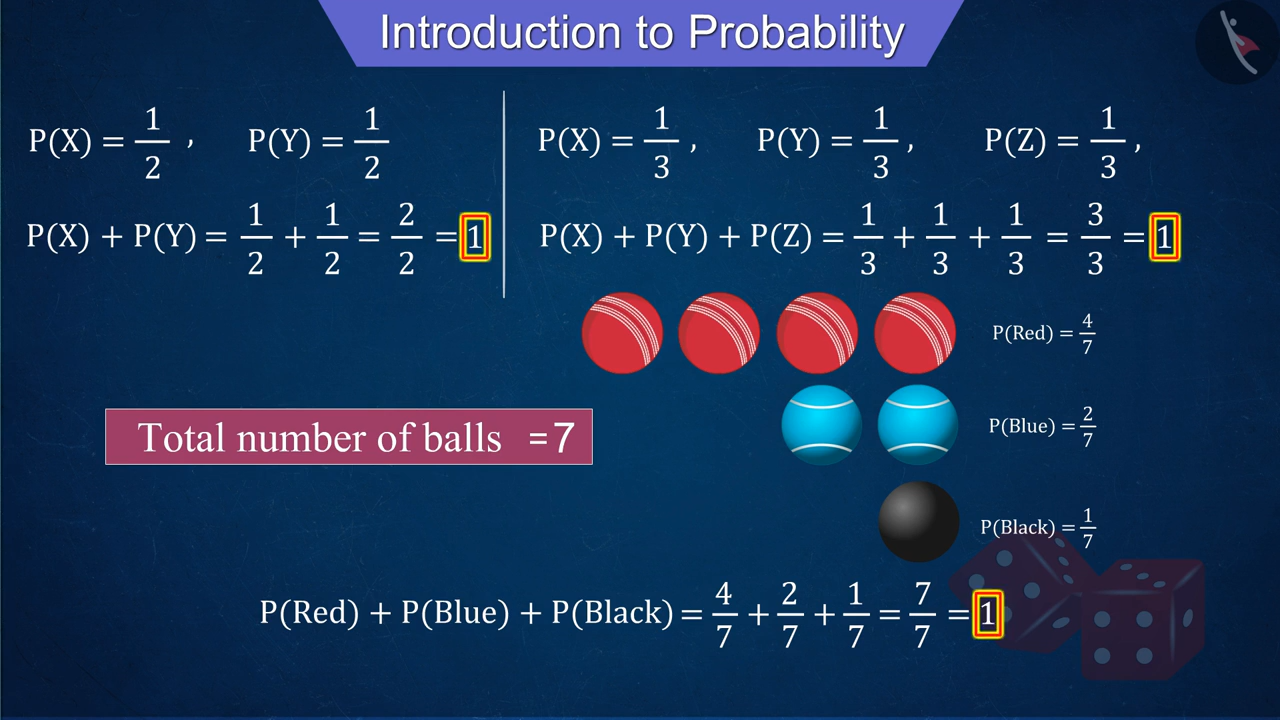 Introduction to Probability
P(X) = 1/2 , P(Y) = 1/2
P(X) + P(Y) = 1/2 + 1/2 = 2/2 = 1
P(X) = 1/3 , P(Y) = 1/3 , P(Z) = 1/3 ,
P(X) + P(Y) + P(Z) = 1/3 + 1/3 + 1/3 = 3/3 = 1
P(Red) = 4/7
P(Blue) = 2/7
Total number of balls = 7
P(Black) = 1/7
P(Red) + P(Blue) + P(Black) = 4/7 + 2/7 + 1/7 = 7/7 = 1